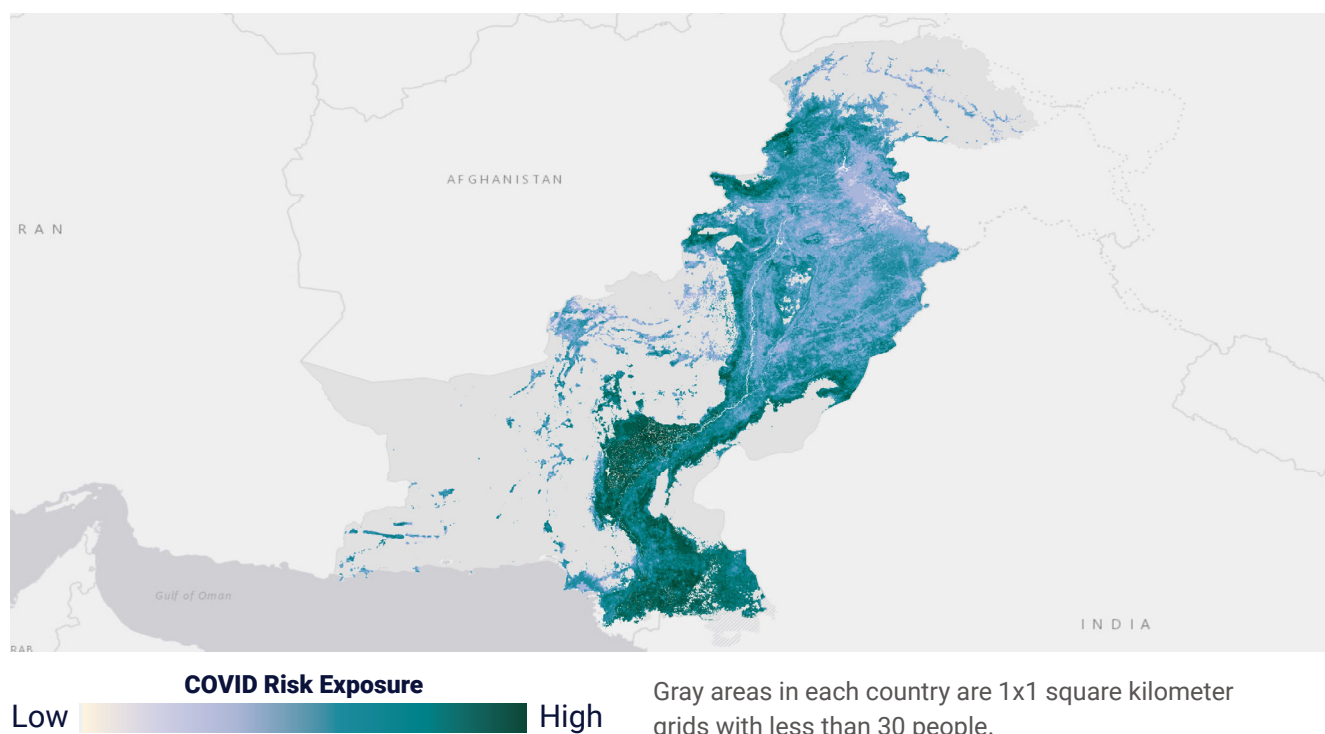 AFGHANISTAN
RAN
Gulf of Oman
INDIA
RAB
COVID Risk Exposure
Low
High
Gray areas in each country are 1x1 square kilometer
grids with less than 30 people.